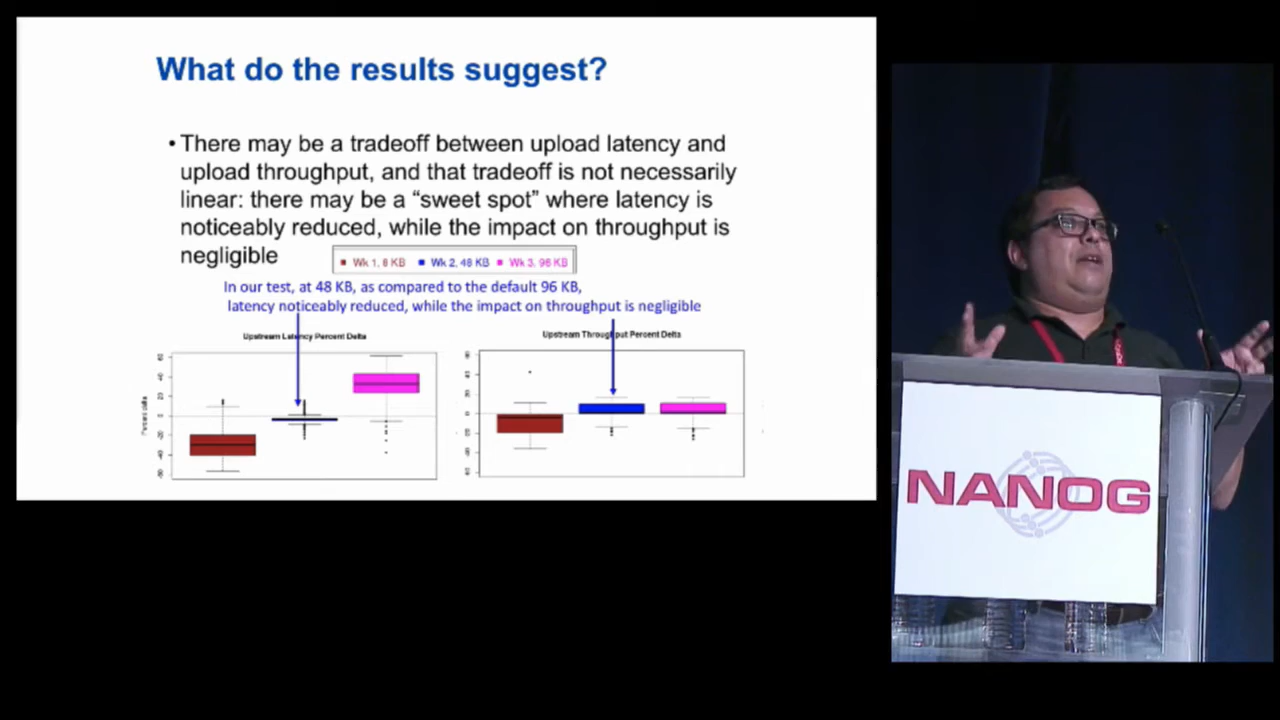 What do the results suggest?
• There may be a tradeoff between upload latency and
upload throughput, and that tradeoff is not necessarily
linear: there may be a “sweet spot” where latency is
noticeably reduced, while the impact on throughput is
negligible
Wk 1, 8 KB Wk 2, 48 KB Wk 3, 96 KB
In our test, at 48 KB, as compared to the default 96 KB,
latency noticeably reduced, while the impact on throughput is negligible
Upstream Latency Percent Delta
Upstream Throughput Percent Delta
Percent delta
NANOG